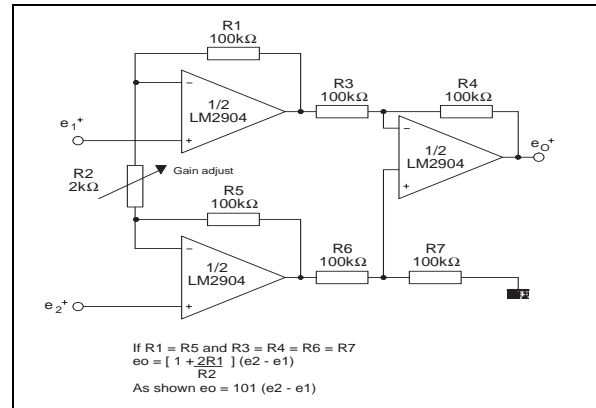 R1
100kΩ
R3
100kΩ
R4
100kΩ
1/2
LM2904
e1+
1/2
LM2904
eO+
R2
2kΩ
Gain adjust
R5
100kΩ
R6
100kΩ
R7
100kΩ
1/2
LM2904
e2+
If R1 = R5 and R3 = R4 = R6 = R7
eo = [ 1 + 2R1/R2 ] (e2 - e1)
As shown eo = 101 (e2 - e1)